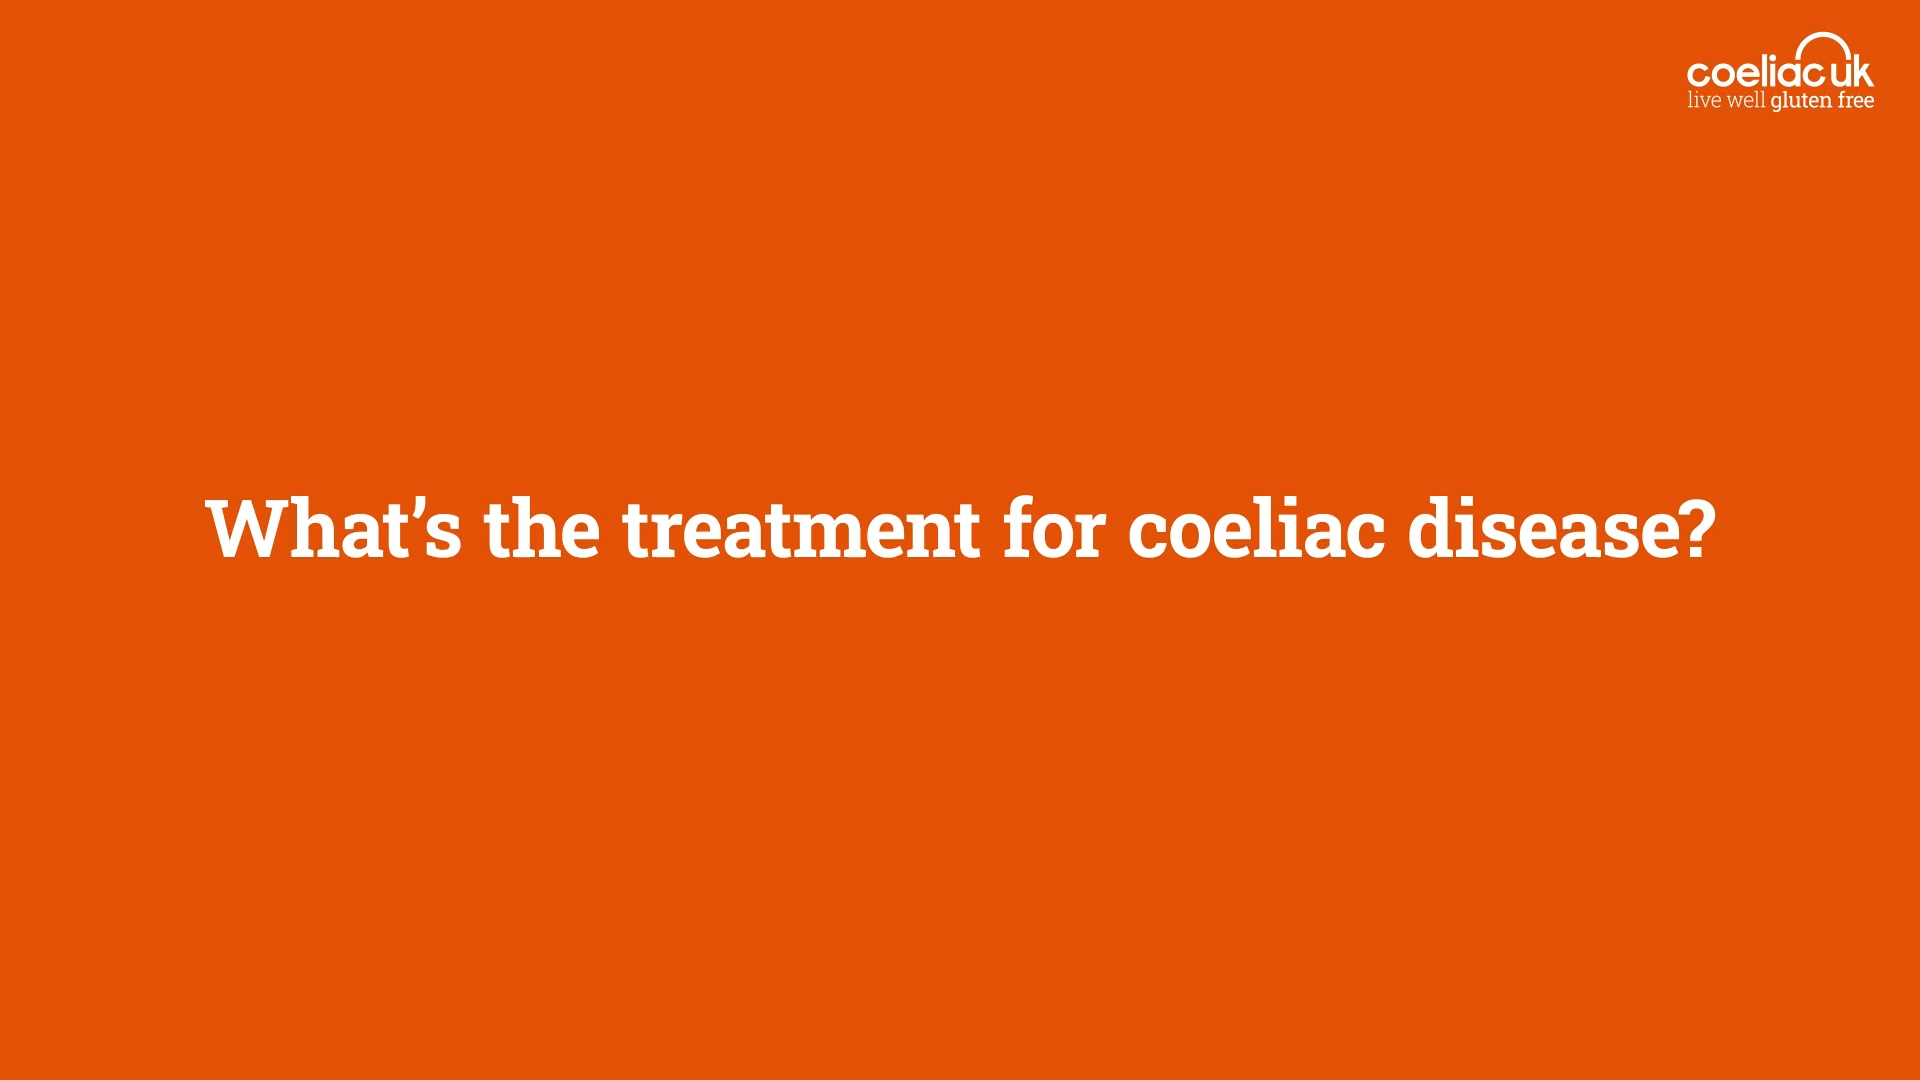 coeliac uk
live well gluten free
What's the treatment for coeliac disease?